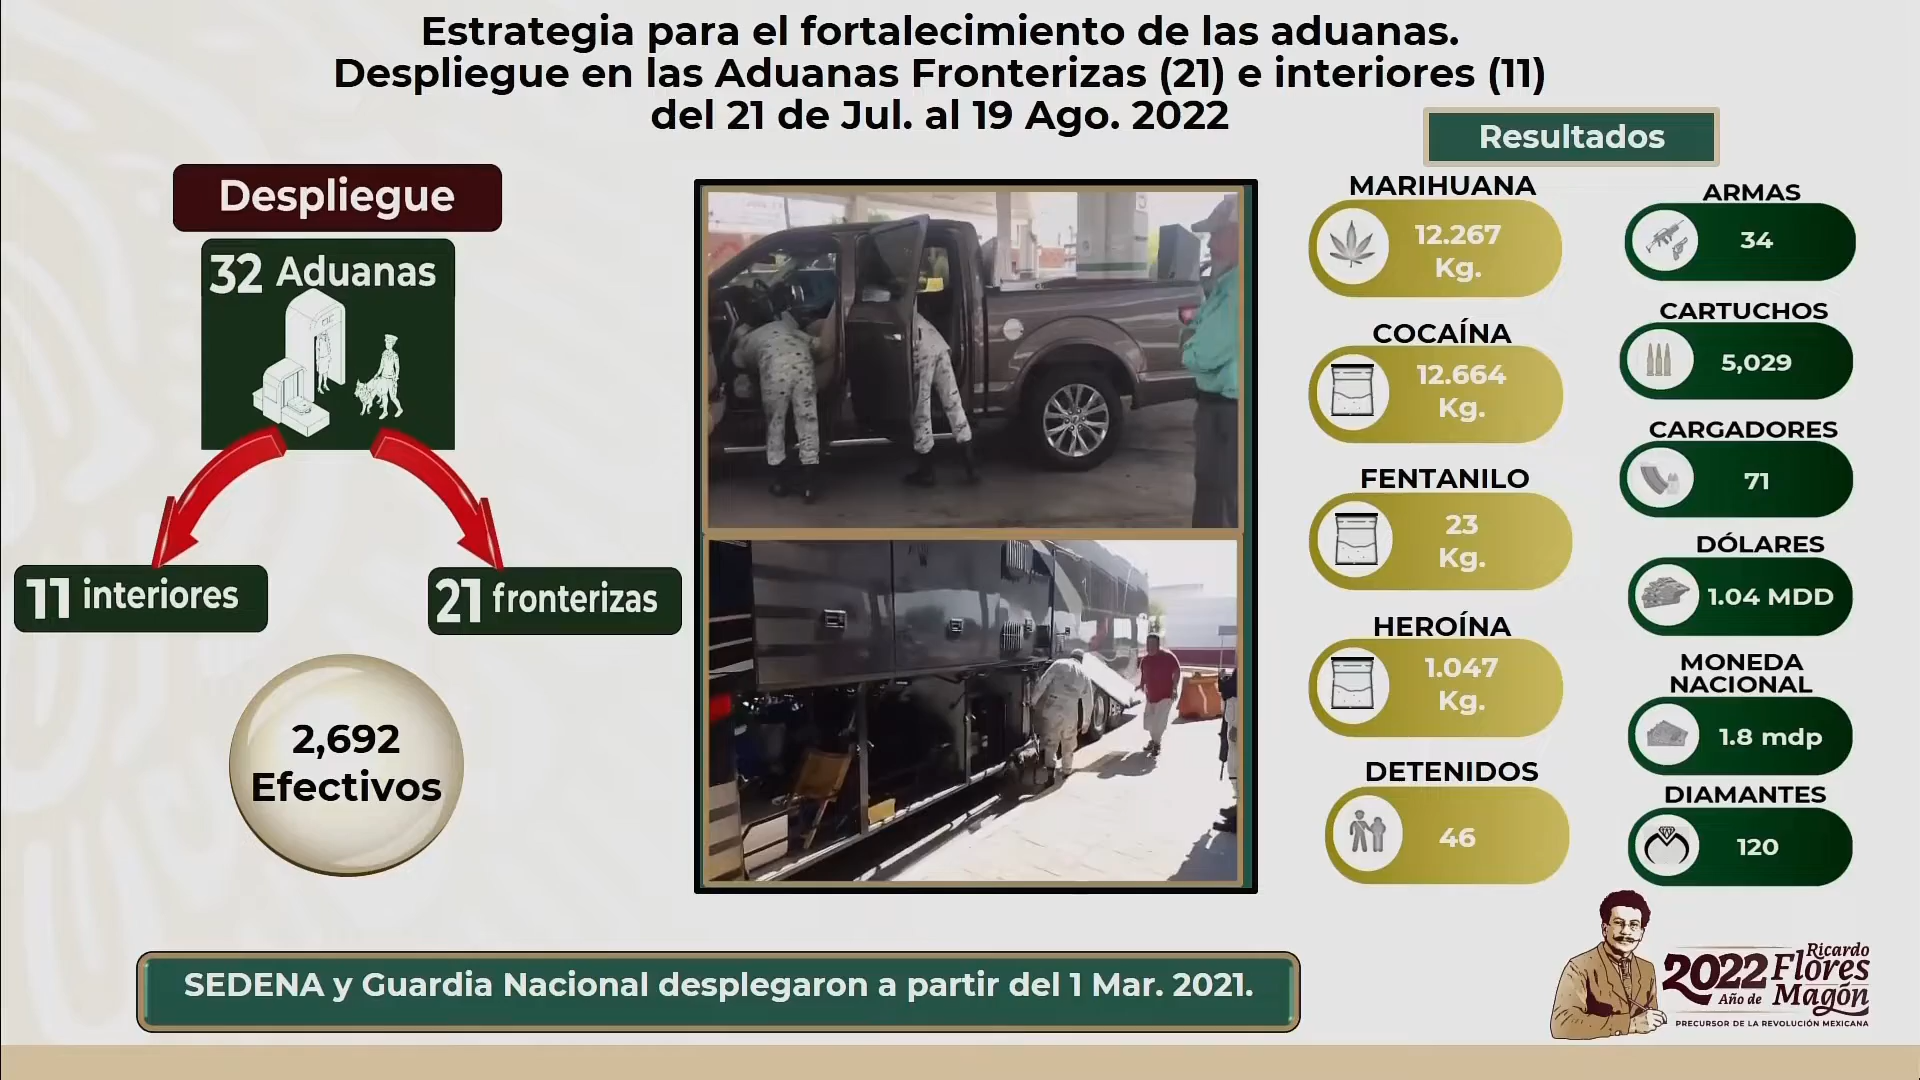 Estrategia para el fortalecimiento de las aduanas.
Despliegue en las Aduanas Fronterizas (21) e interiores (11)
del 21 de Jul. al 19 Ago. 2022
Despliegue
32 Aduanas
11 interiores
21 fronterizas
2,692
Efectivos
Resultados
MARIHUANA
12.267
Kg.
COCAÍNA
12.664
Kg.
FENTANILO
23
Kg.
HEROÍNA
1.047
Kg.
DETENIDOS
46
ARMAS
34
CARTUCHOS
5,029
CARGADORES
71
DÓLARES
1.04 MDD
MONEDA
NACIONAL
1.8 mdp
DIAMANTES
120
SEDENA y Guardia Nacional desplegaron a partir del 1 Mar. 2021.
2022
Año de
Ricardo
Flores
Magón
PRECURSOR DE LA REVOLUCIÓN MEXICANA